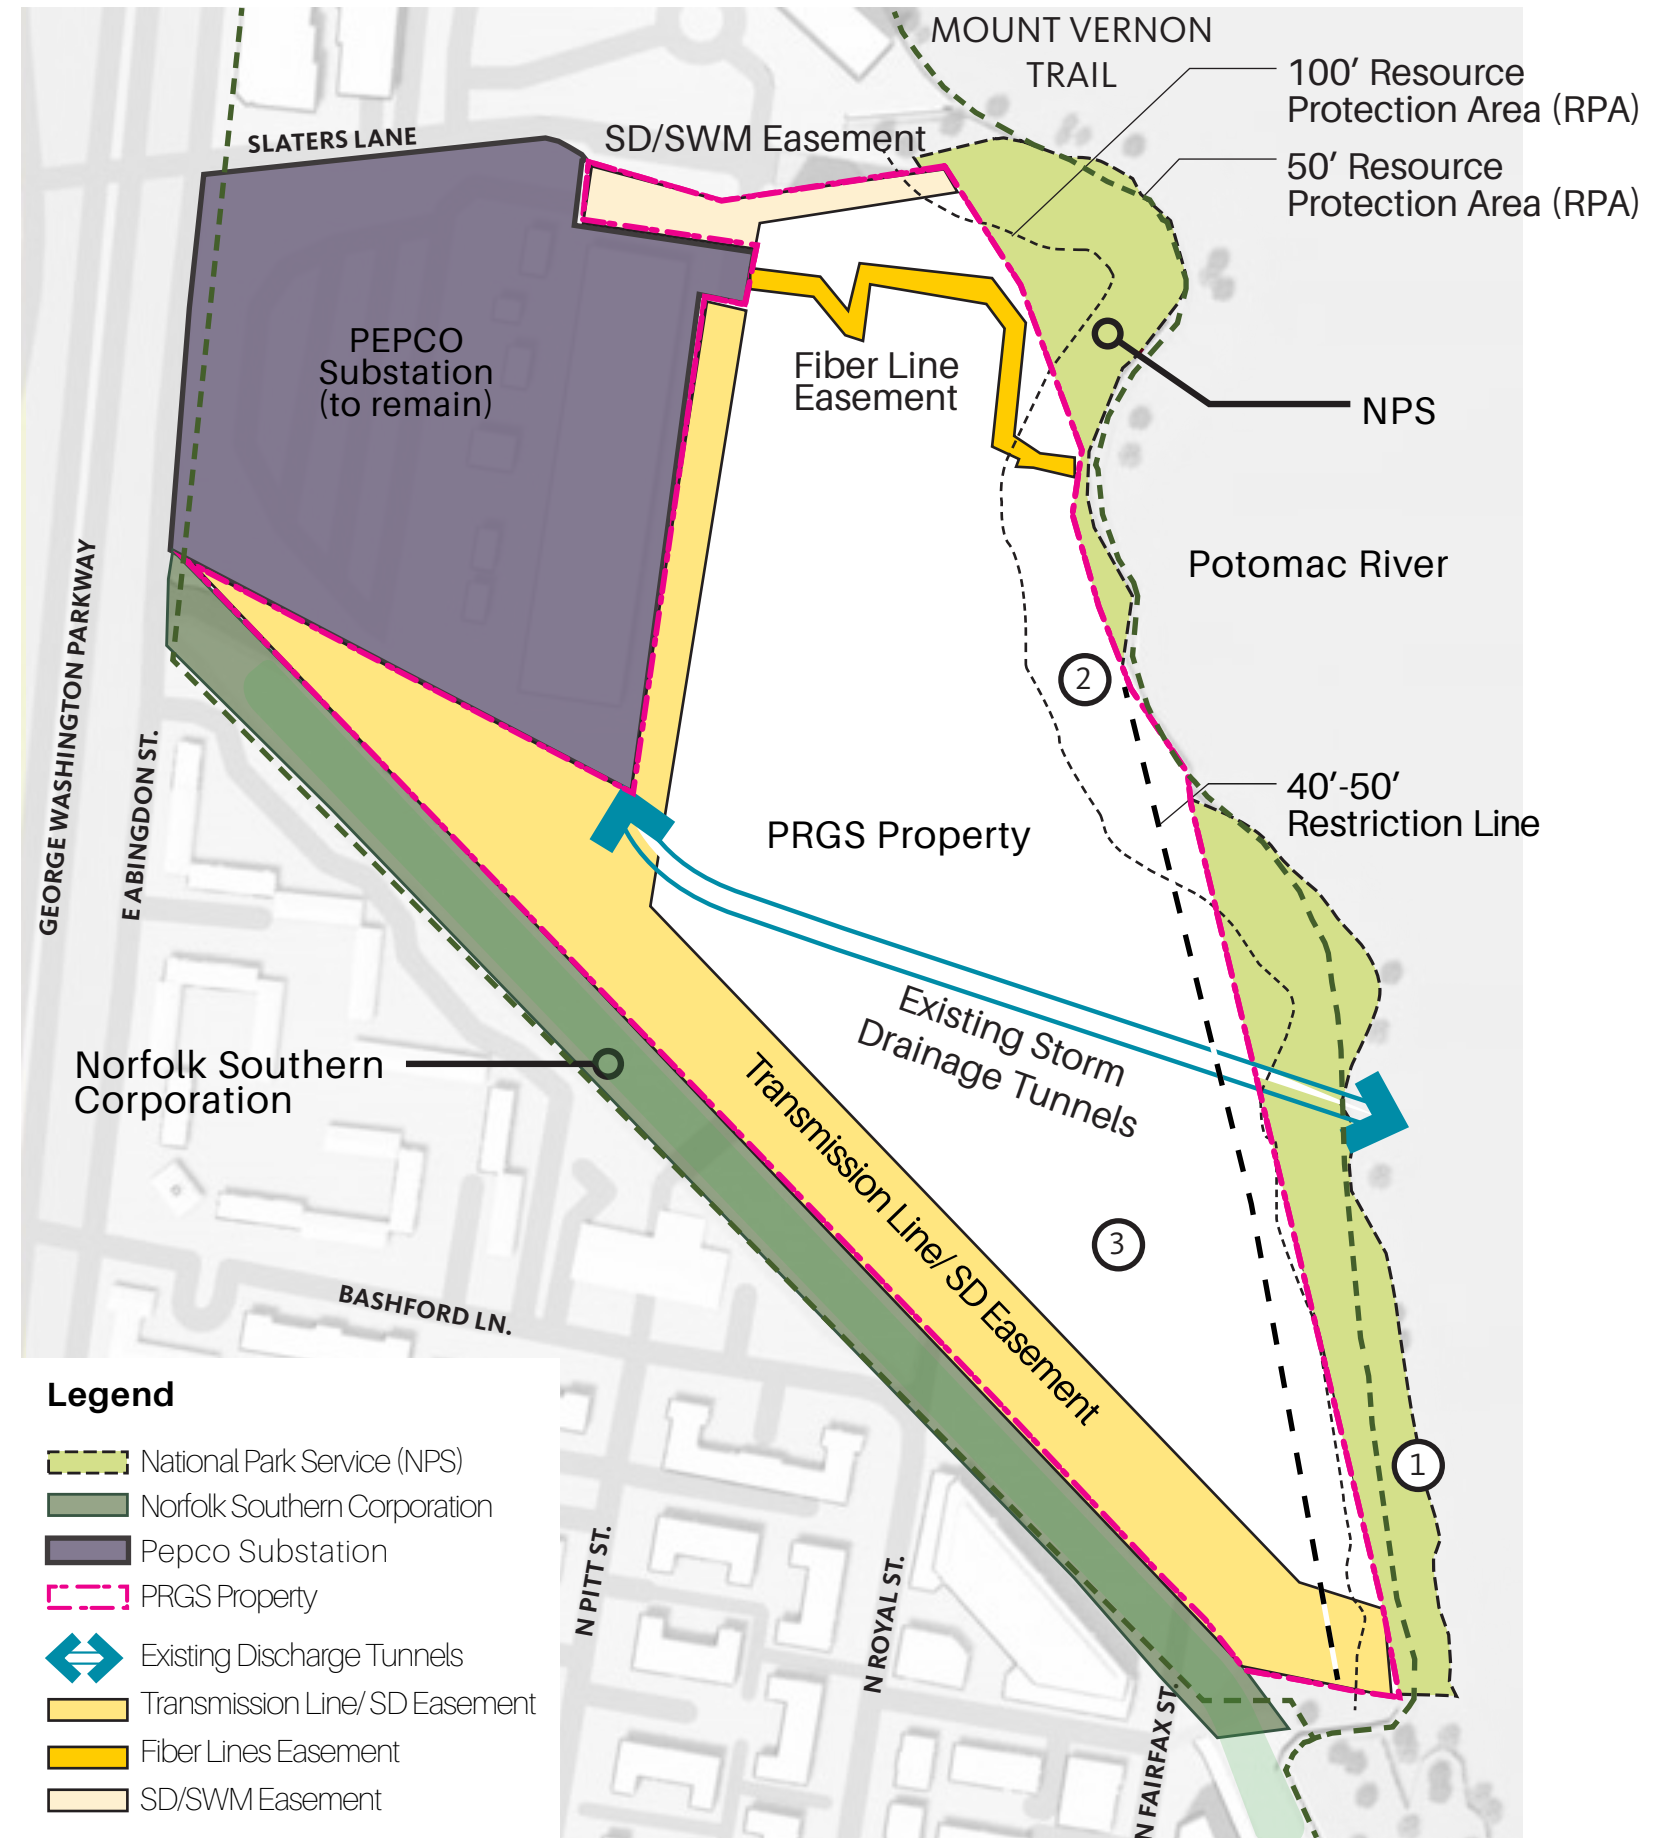 MOUNT VERNON
TRAIL
100’ Resource
Protection Area (RPA)
50’ Resource
Protection Area (RPA)
SLATERS LANE
SD/SWM Easement
PEPCO
Substation
(to remain)
Fiber Line
Easement
NPS
Potomac River
GEORGE WASHINGTON PARKWAY
E ABINGDON ST.
2
40’-50’
Restriction Line
PRGS Property
Existing Storm
Drainage Tunnels
Norfolk Southern
Corporation
Transmission Line/ SD Easement
3
BASHFORD LN.
1
N PITT ST.
N ROYAL ST.
N FAIRFAX ST.
Legend
National Park Service (NPS)
Norfolk Southern Corporation
Pepco Substation
PRGS Property
Existing Discharge Tunnels
Transmission Line/ SD Easement
Fiber Lines Easement
SD/SWM Easement